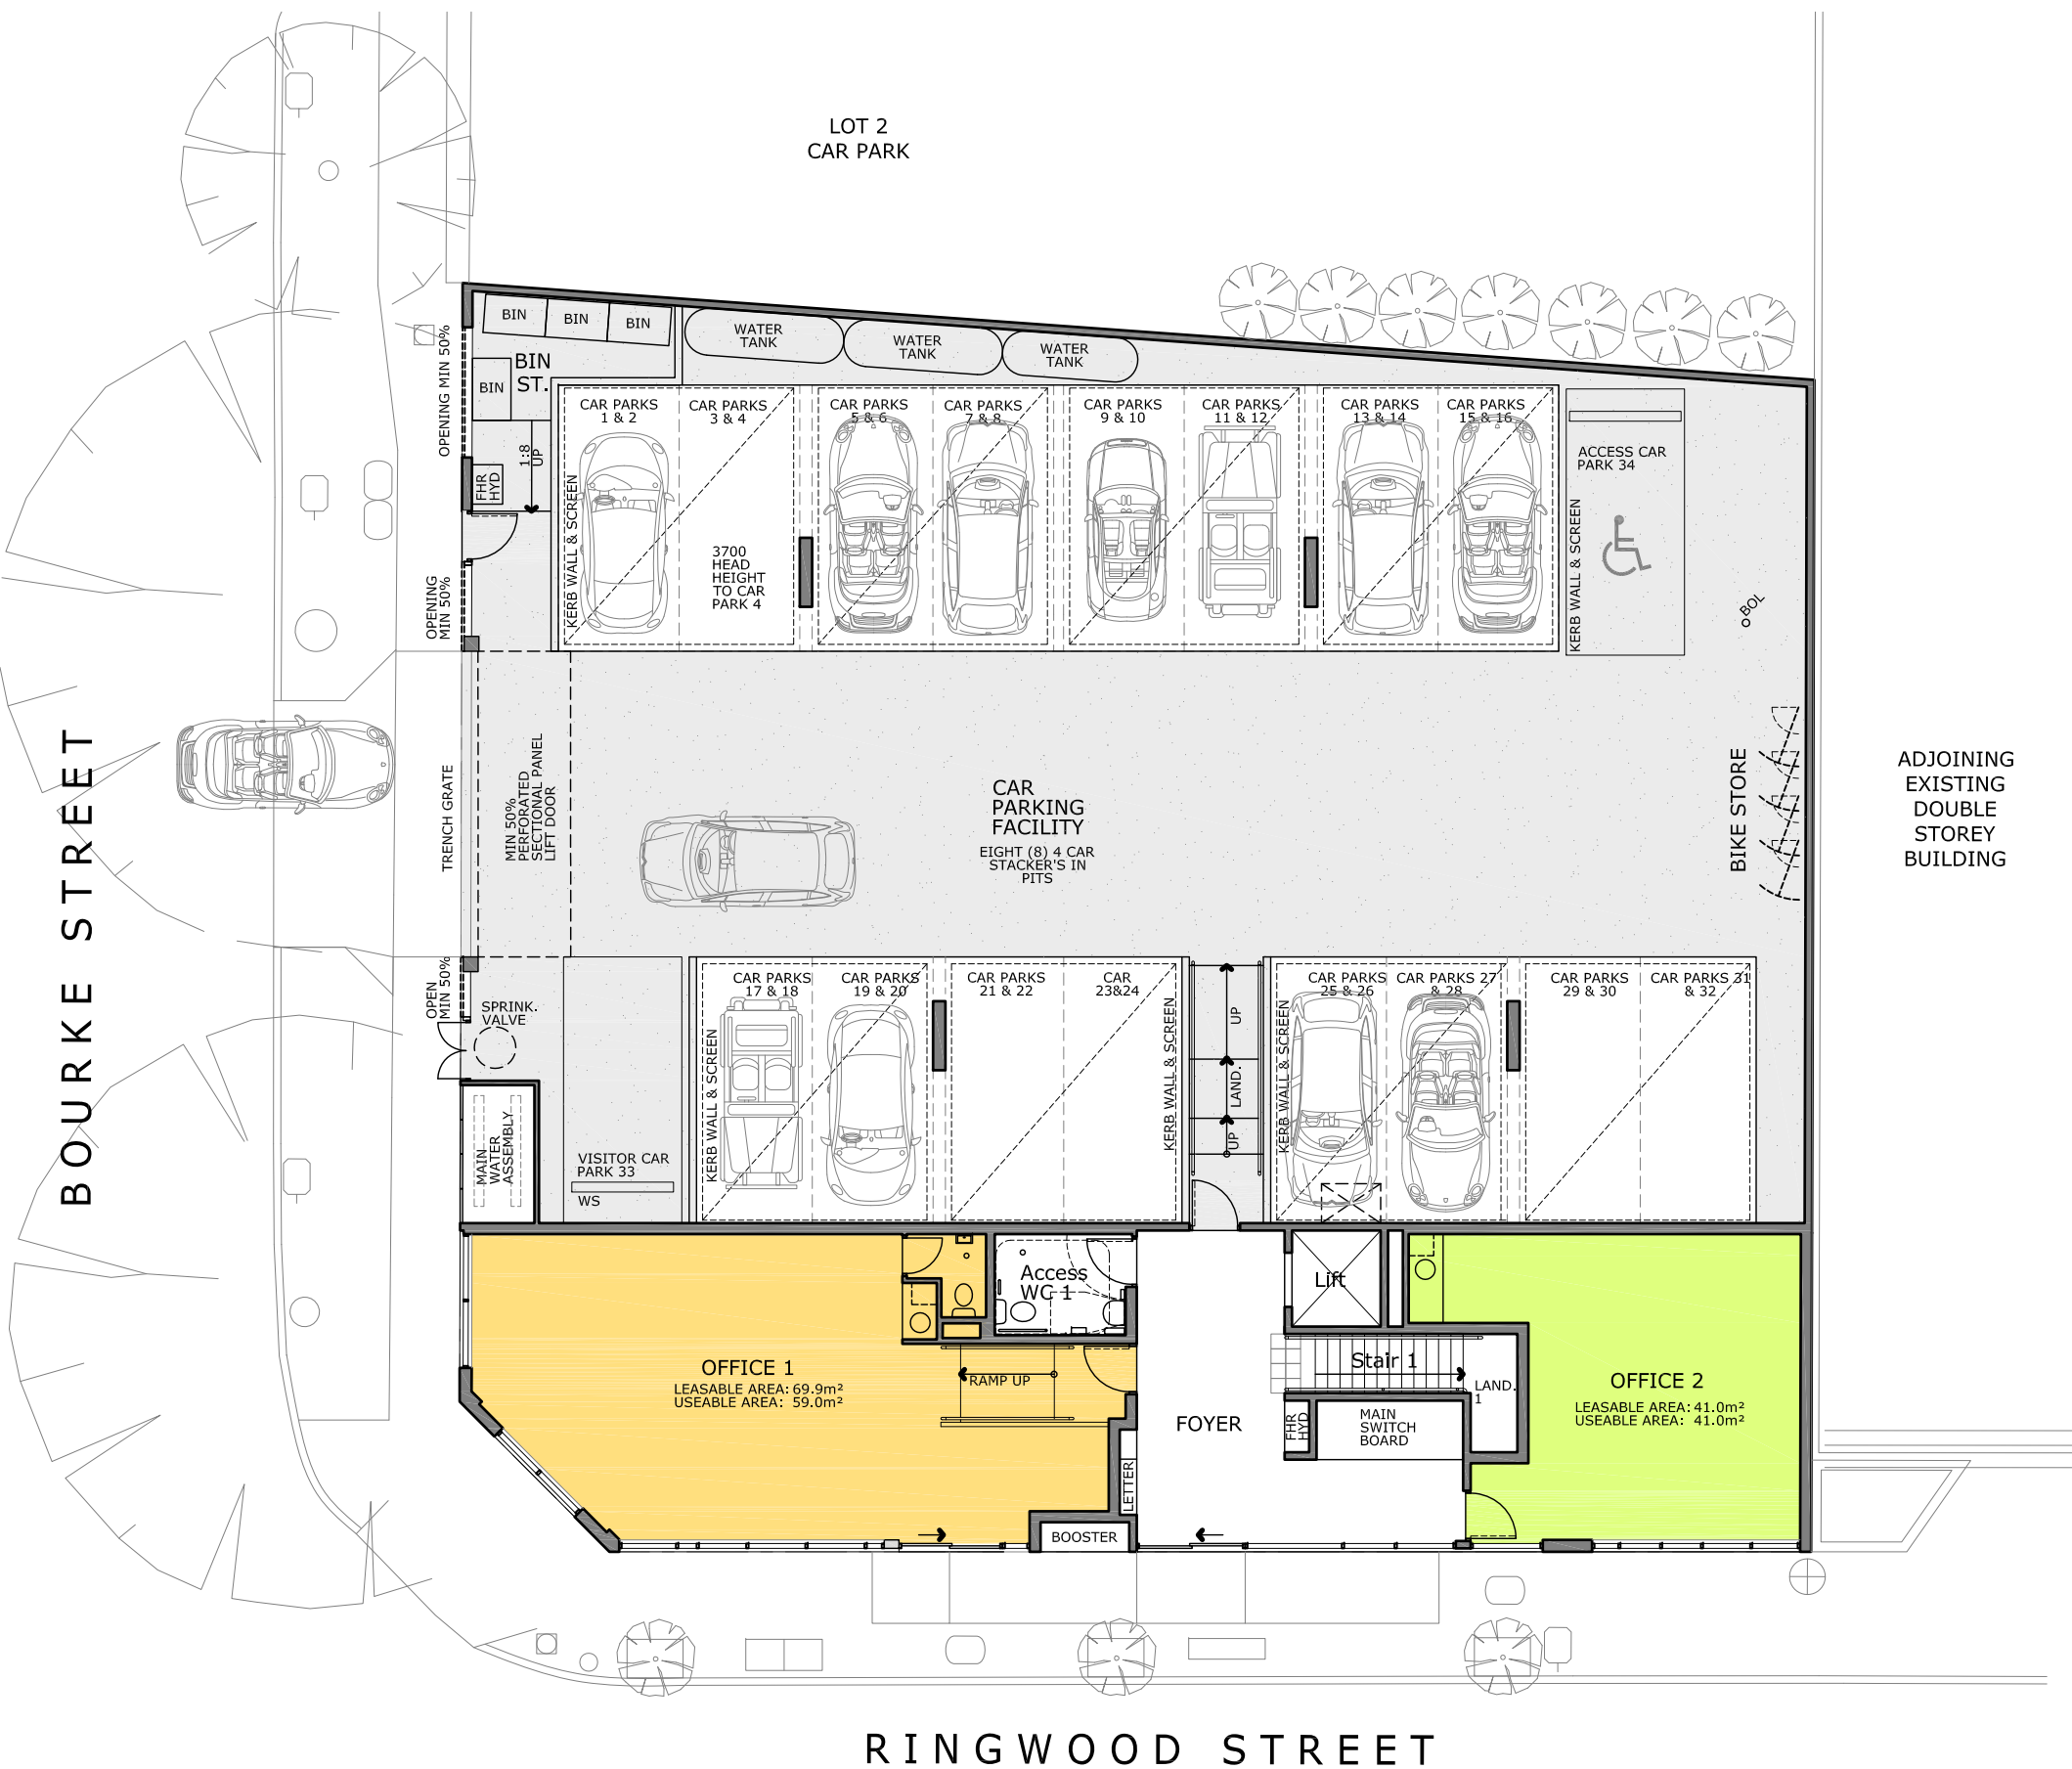 LOT 2
CAR PARK
BIN
BIN
BIN
BIN
BIN
ST.
WATER
TANK
WATER
TANK
WATER
TANK
OPENING MIN 50%
FHR
HYD
1:8
UP
OPENING
MIN 50%
KERB WALL & SCREEN
CAR PARKS
1 & 2
CAR PARKS
3 & 4
CAR PARKS
5 & 6
CAR PARKS
7 & 8
CAR PARKS
9 & 10
CAR PARKS
11 & 12
CAR PARKS
13 & 14
CAR PARKS
15 & 16
3700
HEAD
HEIGHT
TO CAR
PARK 4
KERB WALL & SCREEN
ACCESS CAR
PARK 34
BOL
BOURKE STREET
TRENCH GRATE
MIN 50%
PERFORATED
SECTIONAL PANEL
LIFT DOOR
CAR
PARKING
FACILITY
EIGHT (8) 4 CAR
STACKER'S IN
PITS
BIKE STORE
ADJOINING
EXISTING
DOUBLE
STOREY
BUILDING
OPEN
MIN 50%
SPRINK.
VALVE
MAIN
WATER
ASSEMBLY
VISITOR CAR
PARK 33
WS
KERB WALL & SCREEN
CAR PARKS
17 & 18
CAR PARKS
19 & 20
CAR PARKS
21 & 22
CAR
23&24
KERB WALL & SCREEN
UP
LAND.
UP
KERB WALL & SCREEN
CAR PARKS
25 & 26
CAR PARKS 27
& 28
CAR PARKS
29 & 30
CAR PARKS 31
& 32
Access
WC 1
Lift
OFFICE 1
LEASABLE AREA: 69.9m²
USEABLE AREA: 59.0m²
RAMP UP
Stair 1
LAND.
1
FOYER
FHR
HYD
MAIN
SWITCH
BOARD
LETTER
BOOSTER
OFFICE 2
LEASABLE AREA: 41.0m²
USEABLE AREA: 41.0m²
RINGWOOD STREET